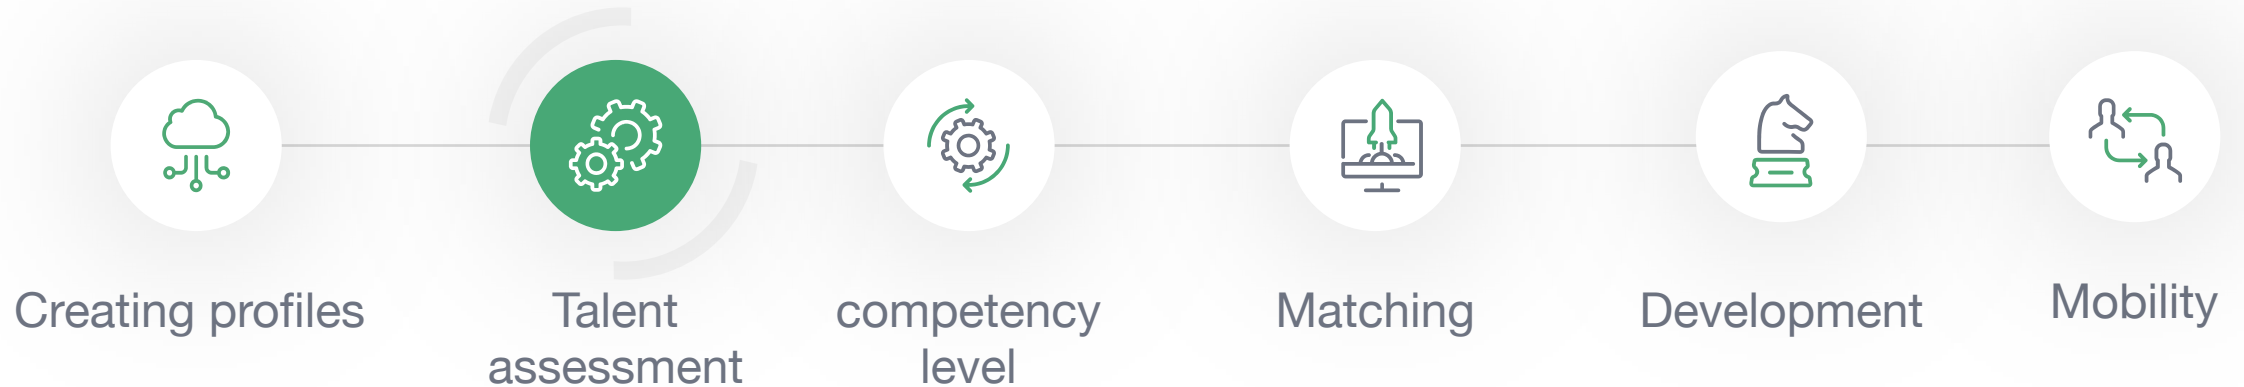 Creating profiles
Talent
assessment
competency
level
Matching
Development
Mobility